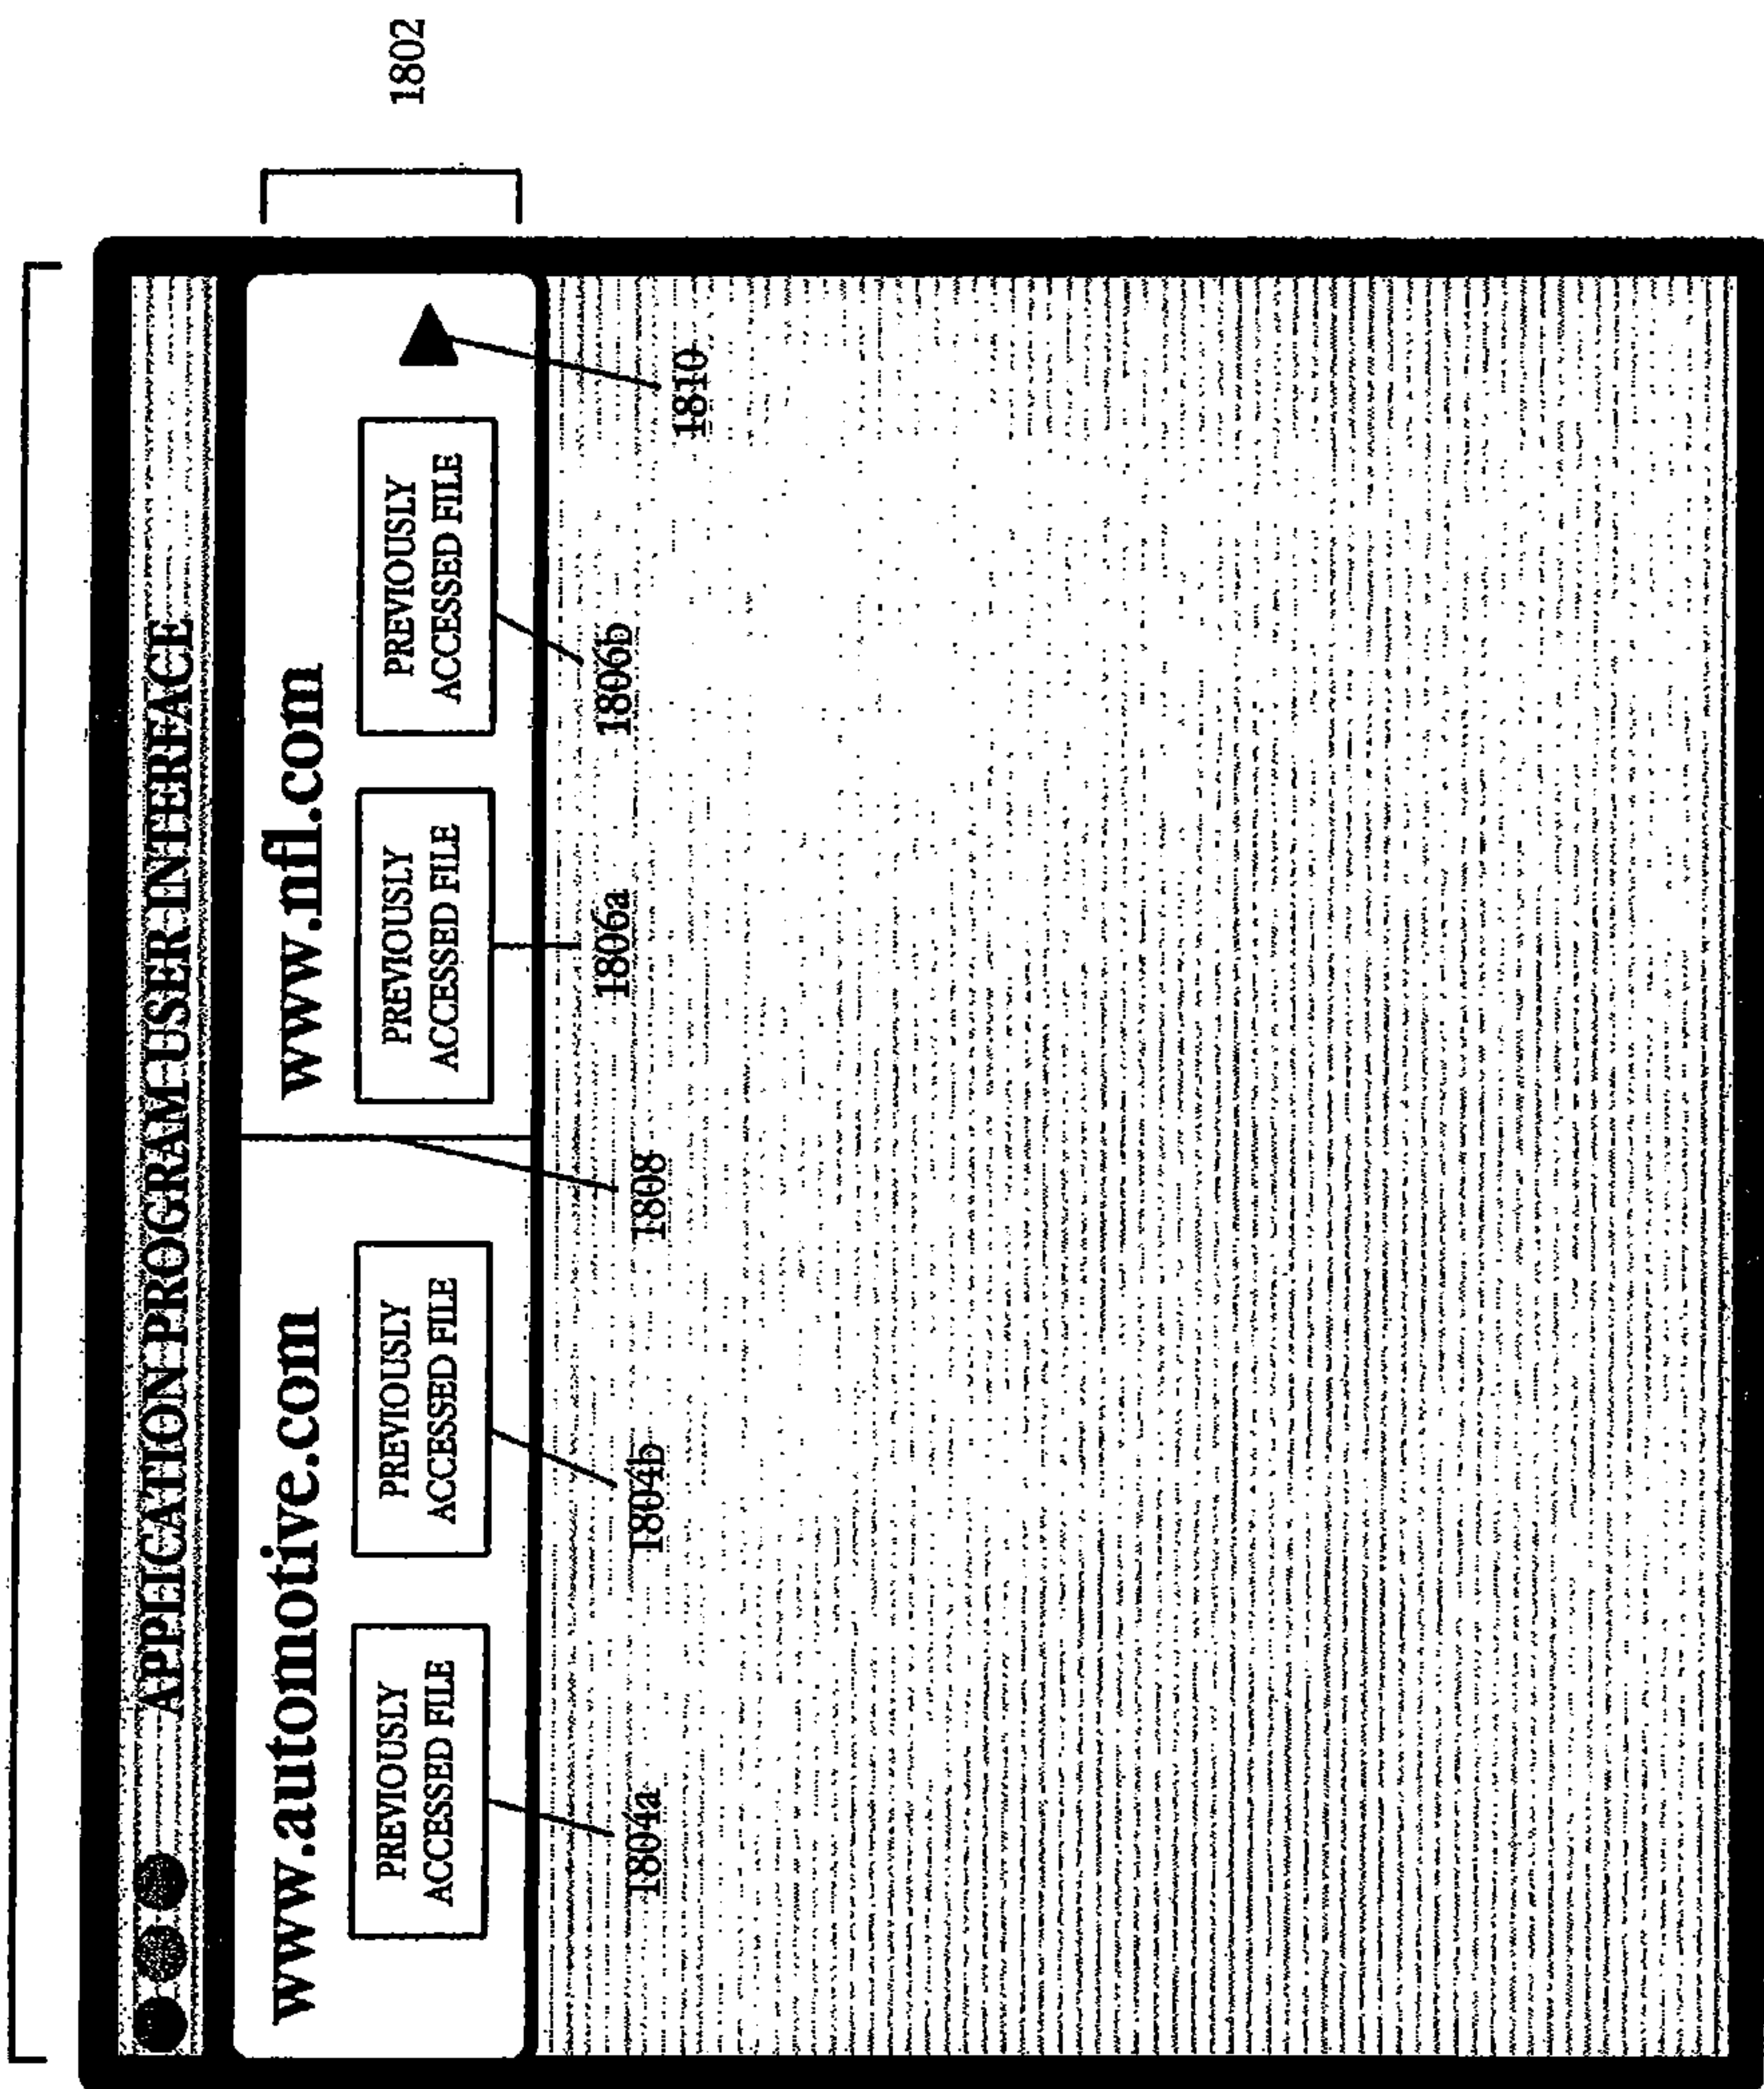 APPLICATION PROGRAM USER INTERFACE
www.automotive.com
www.nfl.com
PREVIOUSLY
ACCESSED FILE
PREVIOUSLY
ACCESSED FILE
PREVIOUSLY
ACCESSED FILE
PREVIOUSLY
ACCESSED FILE
1802
1804a
1804b
1808
1806a
1806b
1810